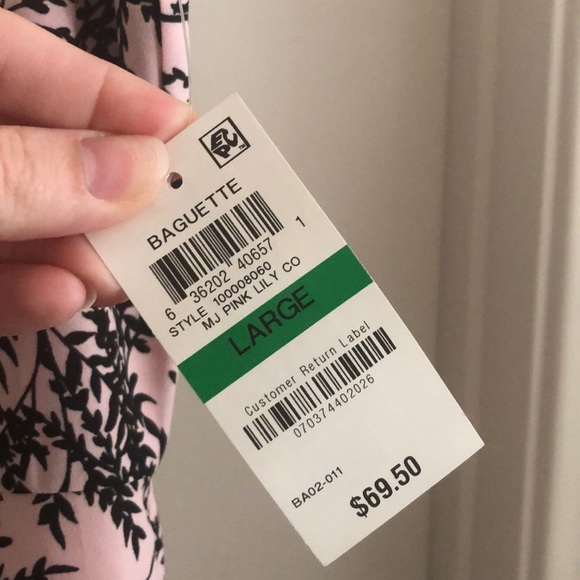 BAGUETTE
6 36202 40657 1
STYLE 100008060
MJ PINK LILY CO
LARGE
Customer Return Label
070374402026
BA02-011
$69.50